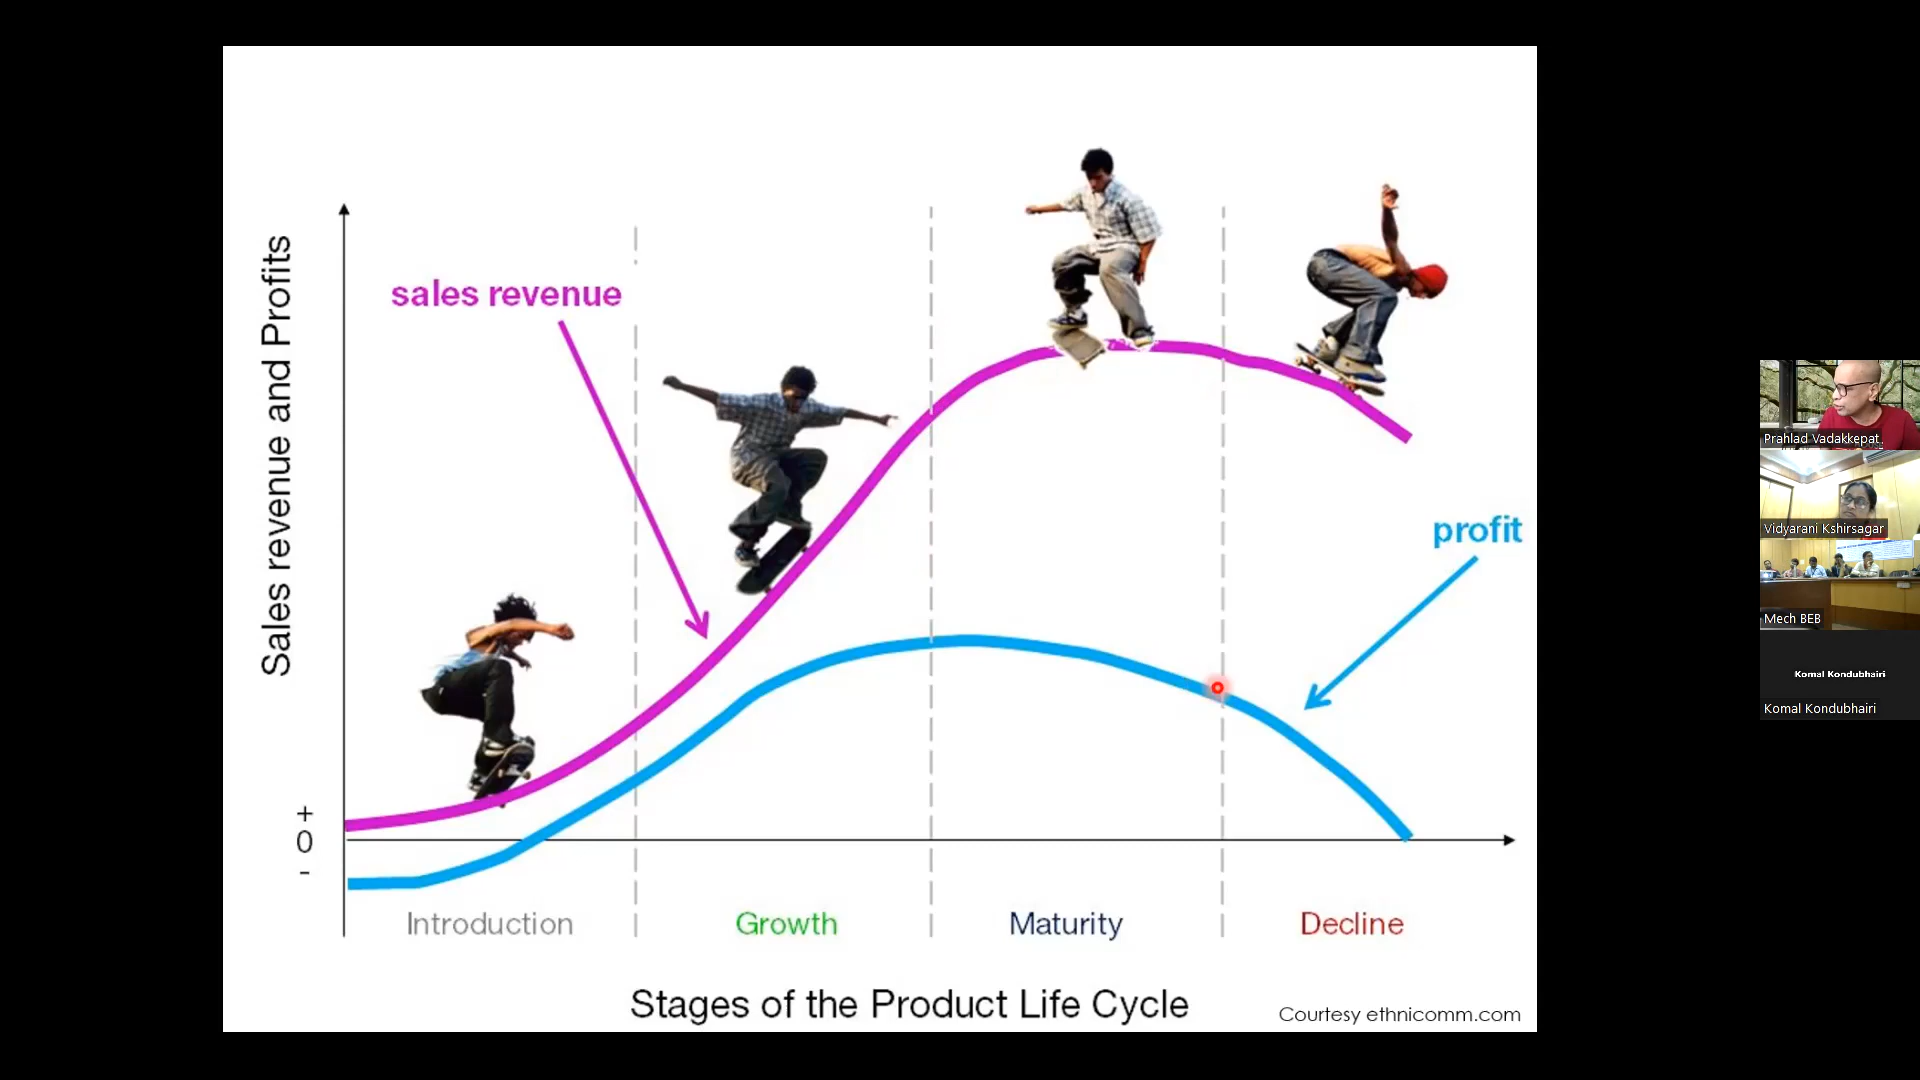 Sales revenue and Profits
sales revenue
profit
+
0
-
Introduction
Growth
Maturity
Decline
Stages of the Product Life Cycle
Courtesy ethnicomm.com
Prahlad Vadakkepat
Vidyarani Kshirsagar
Mech BEB
Komal Kondubhairi
Komal Kondubhairi